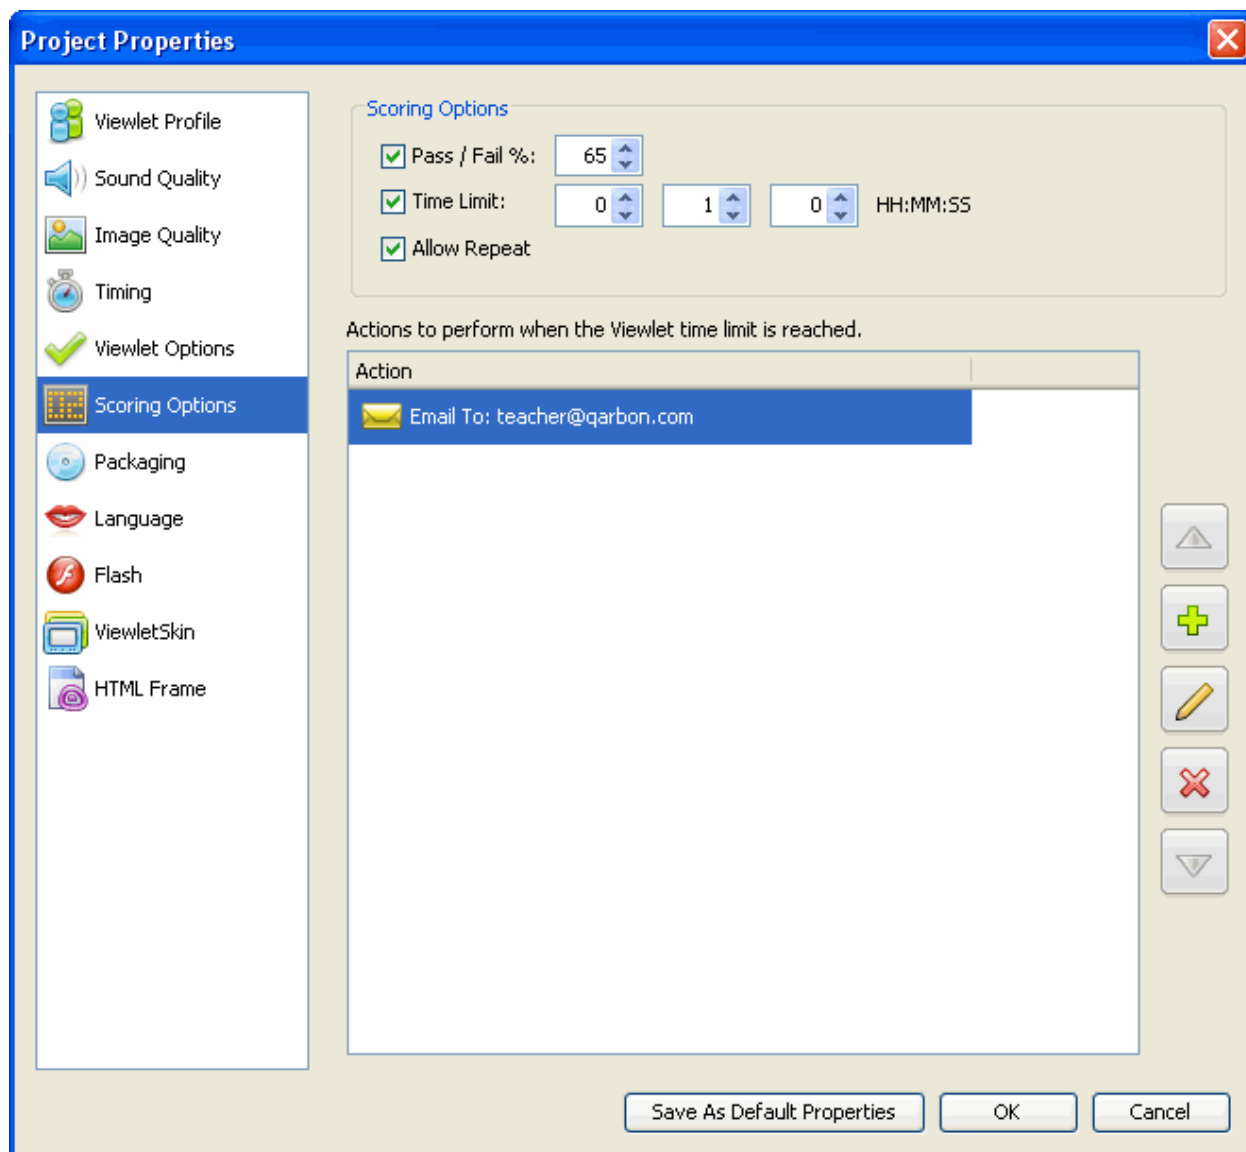 Project Properties
Viewlet Profile
Sound Quality
Image Quality
Timing
Viewlet Options
Scoring Options
Packaging
Language
Flash
ViewletSkin
HTML Frame
Scoring Options
Pass / Fail %: 65
Time Limit: 0 1 0 HH:MM:SS
Allow Repeat
Actions to perform when the Viewlet time limit is reached.
Action
Email To: teacher@qarbon.com
Save As Default Properties OK Cancel